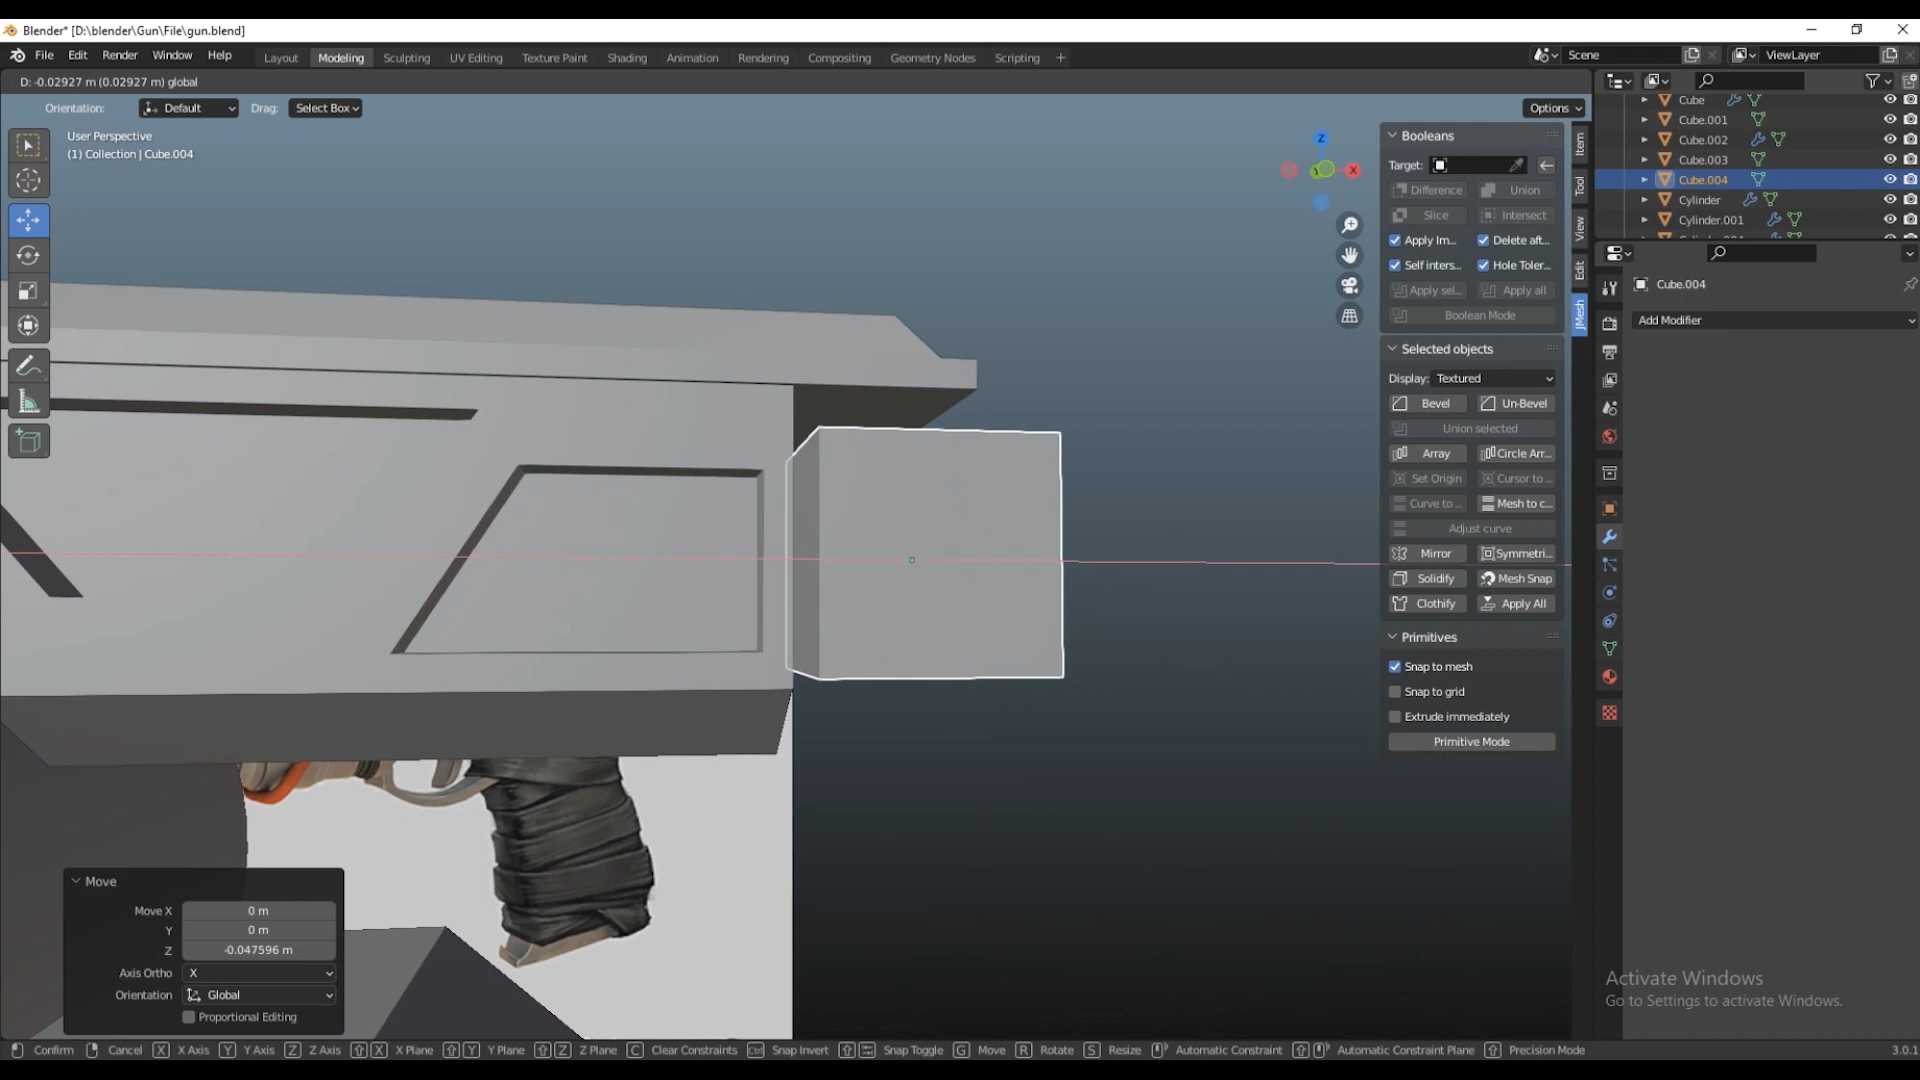 Blender* [D:\blender\Gun\File\gun.blend]
File Edit Render Window Help Layout Modeling Sculpting UV Editing Texture Paint Shading Animation Rendering Compositing Geometry Nodes Scripting + Scene ViewLayer
D: -0.02927 m (0.02927 m) global
Orientation: Default Drag: Select Box Options
User Perspective
(1) Collection | Cube.004
Z
X
Y
Booleans
Target:
Difference Union
Slice Intersect
Apply Im... Delete aft...
Self inters... Hole Toler...
Apply sel... Apply all
Boolean Mode
Selected objects
Display: Textured
Bevel Un-Bevel
Union selected
Array Circle Arr...
Set Origin Cursor to ...
Curve to ... Mesh to c...
Adjust curve
Mirror Symmetri...
Solidify Mesh Snap
Clothify Apply All
Primitives
Snap to mesh
Snap to grid
Extrude immediately
Primitive Mode
Item
Tool
View
Edit
JMesh
Cube
Cube.001
Cube.002
Cube.003
Cube.004
Cylinder
Cylinder.001
Cube.004
Add Modifier
Move
Move X 0 m
Y 0 m
Z -0.047596 m
Axis Ortho X
Orientation Global
Proportional Editing
Activate Windows
Go to Settings to activate Windows.
Confirm Cancel X X Axis Y Y Axis Z Z Axis X X Plane Y Y Plane Z Z Plane C Clear Constraints Ctrl Snap Invert Snap Toggle G Move R Rotate S Resize Automatic Constraint Automatic Constraint Plane Precision Mode 3.0.1